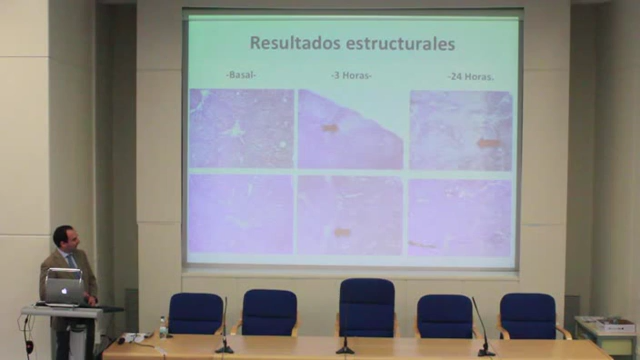 Resultados estructurales
-Basal-
-3 Horas-
-24 Horas.